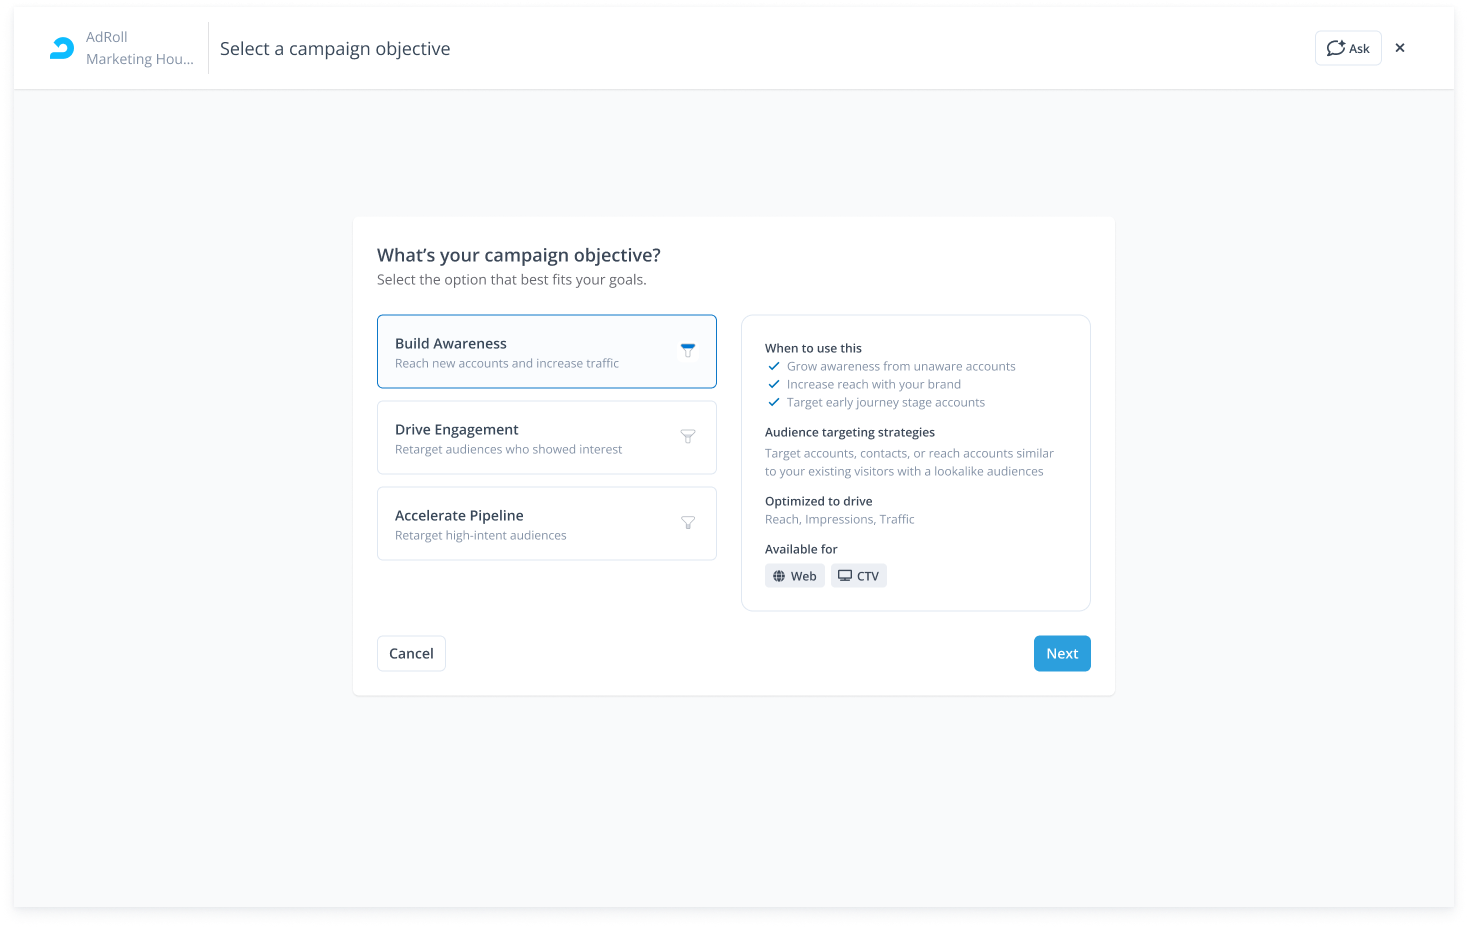 AdRoll
Marketing Hou...
Select a campaign objective
Ask
What's your campaign objective?
Select the option that best fits your goals.
Build Awareness
Reach new accounts and increase traffic
Drive Engagement
Retarget audiences who showed interest
Accelerate Pipeline
Retarget high-intent audiences
When to use this
Grow awareness from unaware accounts
Increase reach with your brand
Target early journey stage accounts
Audience targeting strategies
Target accounts, contacts, or reach accounts similar
to your existing visitors with a lookalike audiences
Optimized to drive
Reach, Impressions, Traffic
Available for
Web CTV
Cancel
Next